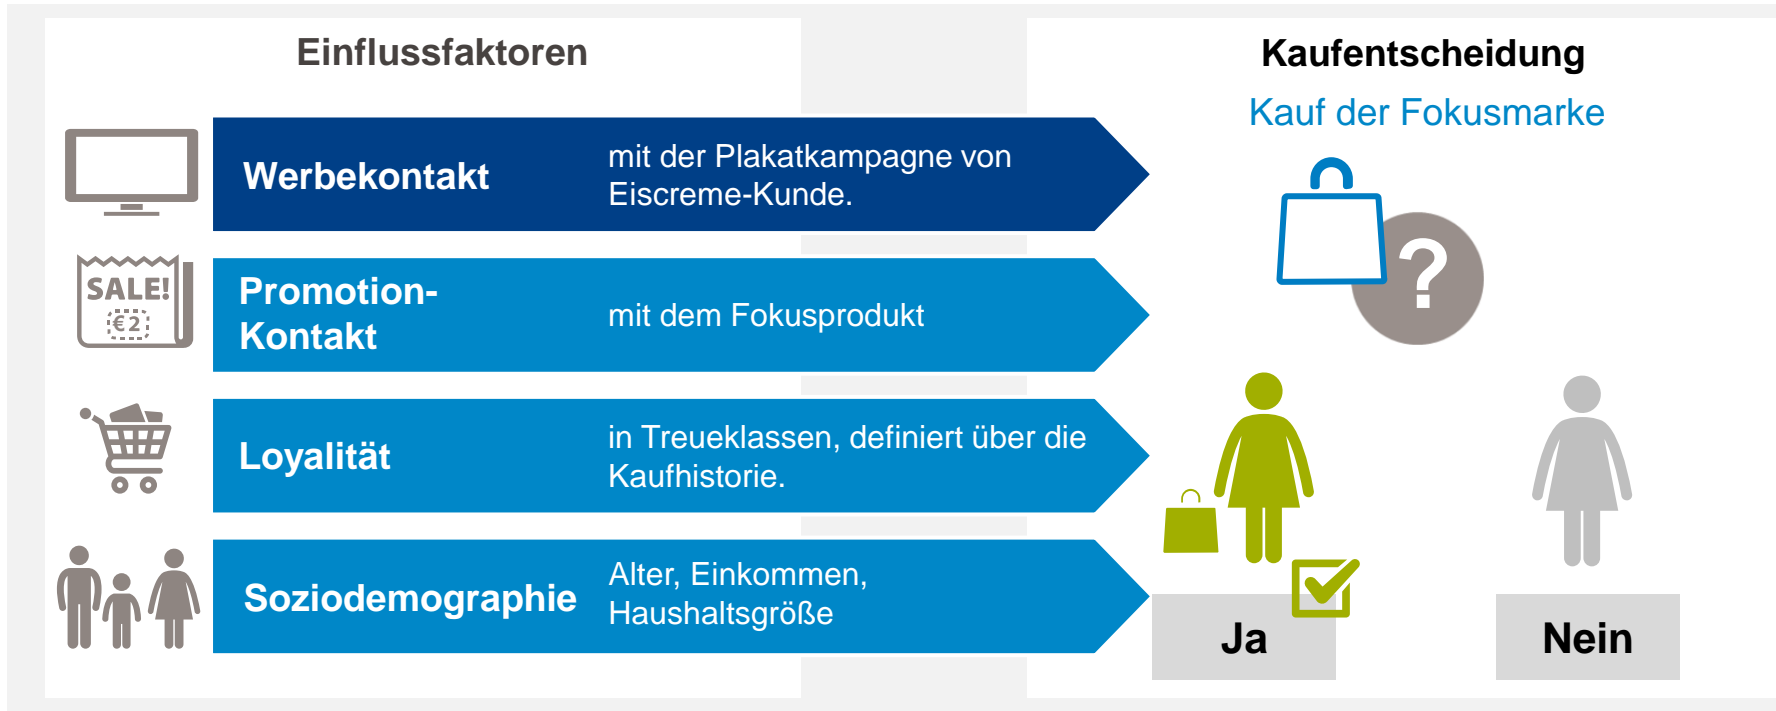 Einflussfaktoren
Werbekontakt
mit der Plakatkampagne von
Eiscreme-Kunde.
SALE!
€2
Promotion-
Kontakt
mit dem Fokusprodukt
Loyalität
in Treueklassen, definiert über die
Kaufhistorie.
Soziodemographie
Alter, Einkommen,
Haushaltsgröße
Kaufentscheidung
Kauf der Fokusmarke
?
Ja
Nein